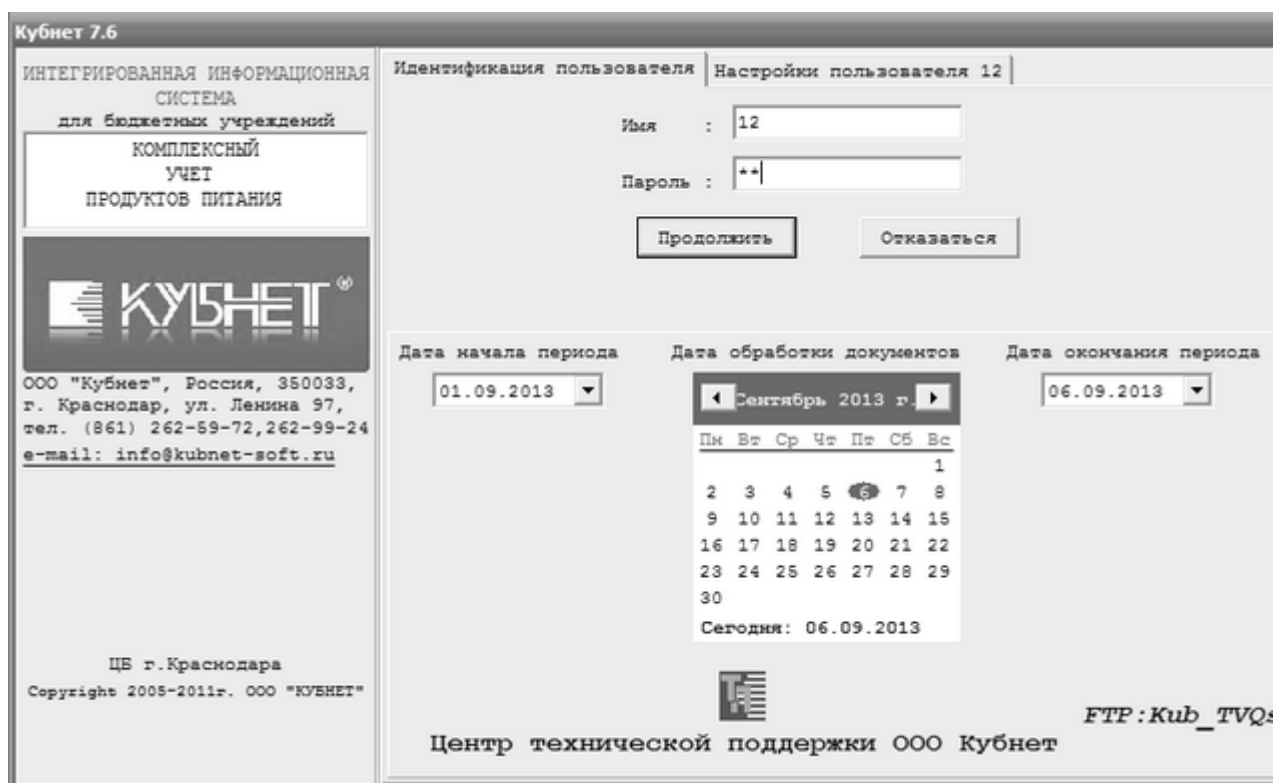 Кубнет 7.6
ИНТЕГРИРОВАННАЯ ИНФОРМАЦИОННАЯ
СИСТЕМА
для бюджетных учреждений
КОМПЛЕКСНЫЙ
УЧЕТ
ПРОДУКТОВ ПИТАНИЯ
КУБНЕТ ®
ООО "Кубнет", Россия, 350033,
г. Краснодар, ул. Ленина 97,
тел. (861) 262-59-72,262-99-24
e-mail: info@kubnet-soft.ru
ЦБ г.Краснодара
Copyright 2005-2011г. ООО "КУБНЕТ"
Идентификация пользователя Настройки пользователя 12
Имя : 12
Пароль : **
Продолжить Отказаться
Дата начала периода Дата обработки документов Дата окончания периода
01.09.2013 Сентябрь 2013 г. 06.09.2013
Пн Вт Ср Чт Пт Сб Вс
1
2 3 4 5 6 7 8
9 10 11 12 13 14 15
16 17 18 19 20 21 22
23 24 25 26 27 28 29
30
Сегодня: 06.09.2013
FTP:Kub_TVQs
Центр технической поддержки ООО Кубнет